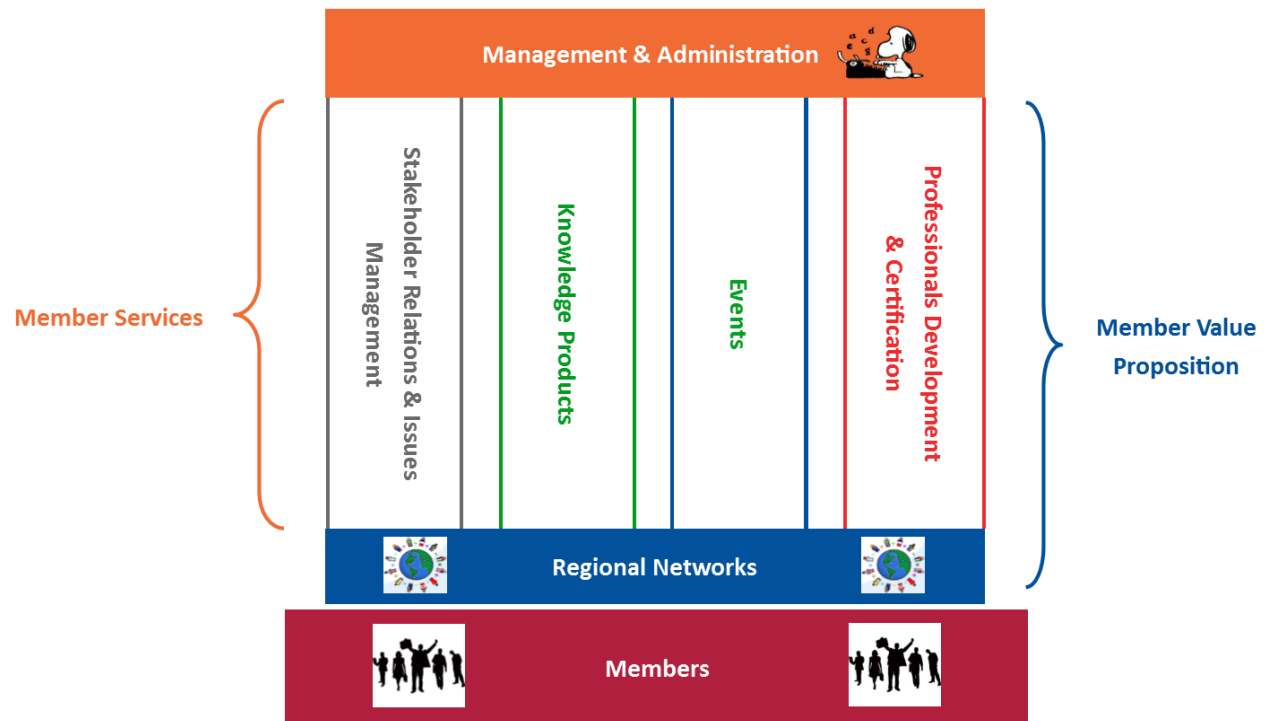 Management & Administration
Member Services
Stakeholder Relations & Issues
Management
Knowledge Products
Events
Professionals Development
& Certification
Member Value
Proposition
Regional Networks
Members